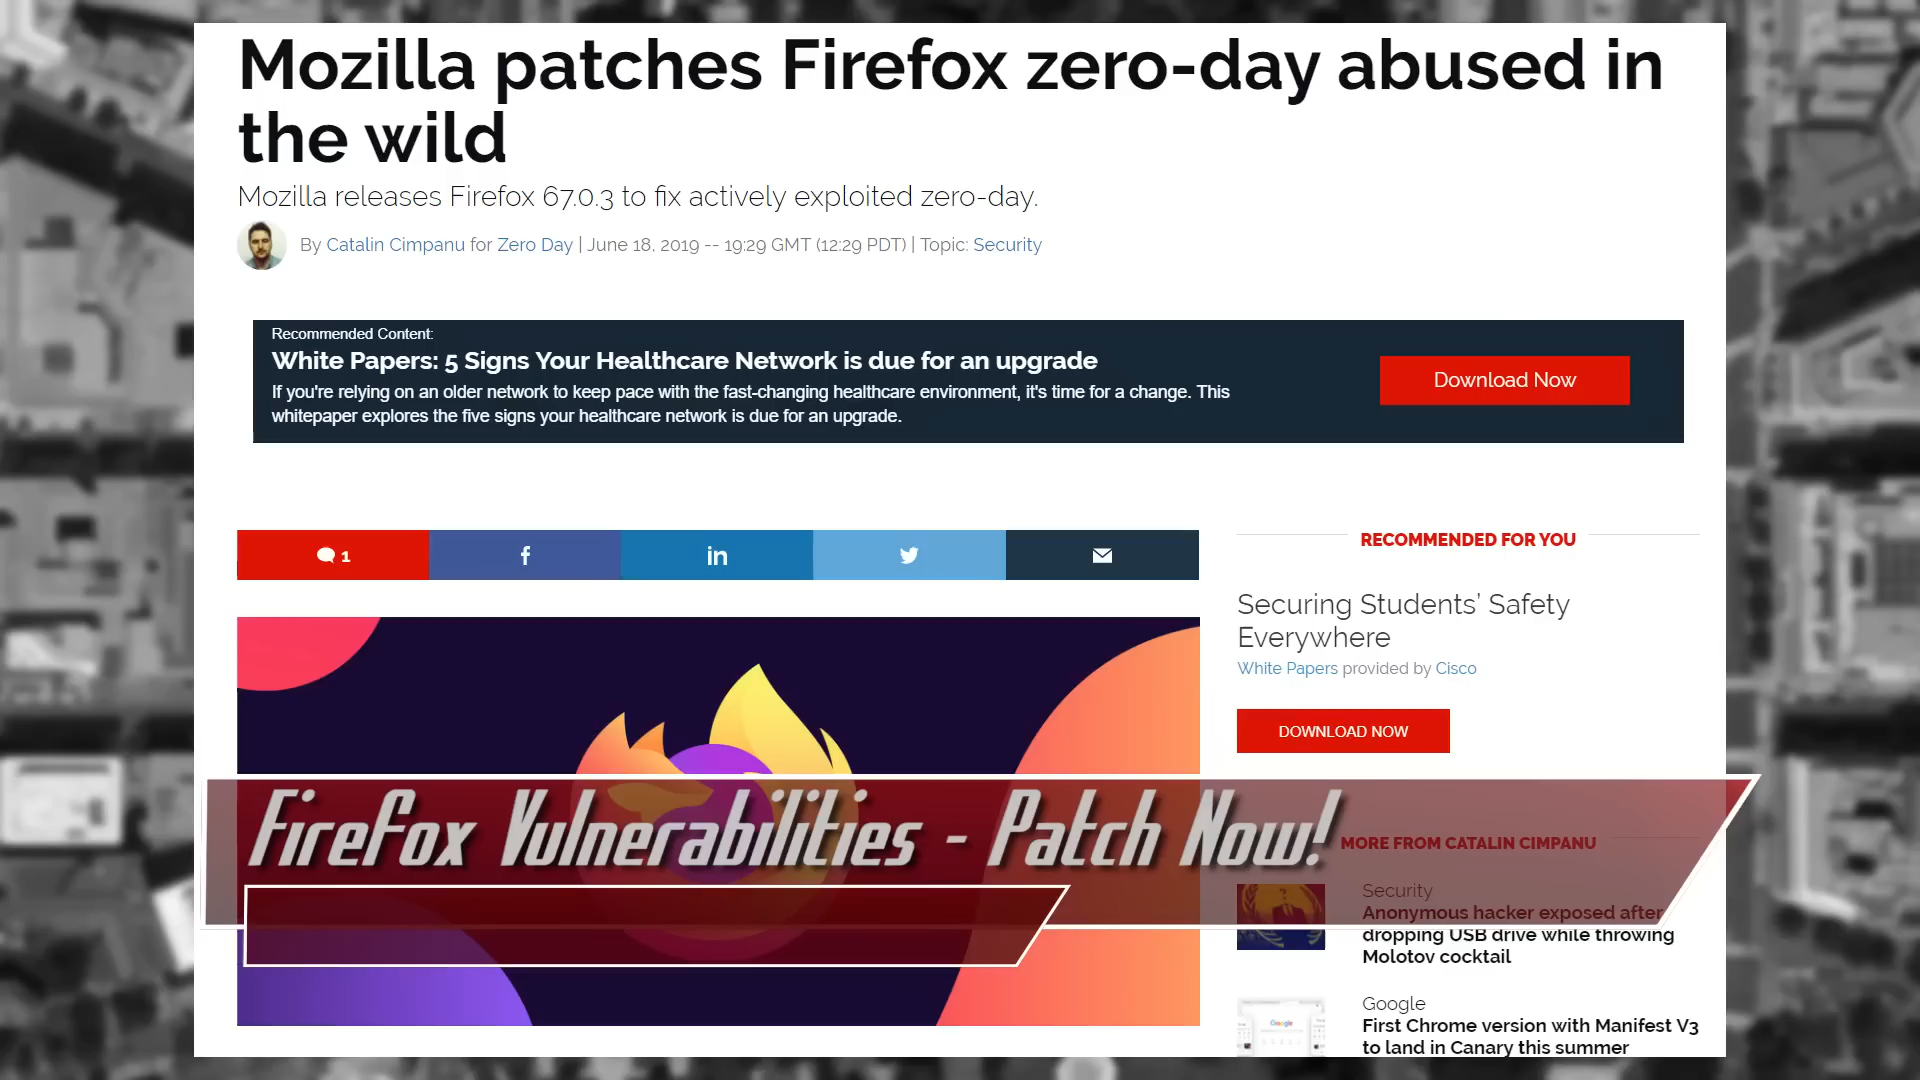 Mozilla patches Firefox zero-day abused in
the wild
Mozilla releases Firefox 67.0.3 to fix actively exploited zero-day.
By Catalin Cimpanu for Zero Day | June 18, 2019 -- 19:29 GMT (12:29 PDT) | Topic: Security
Recommended Content:
White Papers: 5 Signs Your Healthcare Network is due for an upgrade
If you're relying on an older network to keep pace with the fast-changing healthcare environment, it's time for a change. This
whitepaper explores the five signs your healthcare network is due for an upgrade.
Download Now
1
f
in
RECOMMENDED FOR YOU
Securing Students’ Safety
Everywhere
White Papers provided by Cisco
DOWNLOAD NOW
FireFox Vulnerabilities - Patch Now!
MORE FROM CATALIN CIMPANU
Security
Anonymous hacker exposed after
dropping USB drive while throwing
Molotov cocktail
Google
Google
First Chrome version with Manifest V3
to land in Canary this summer